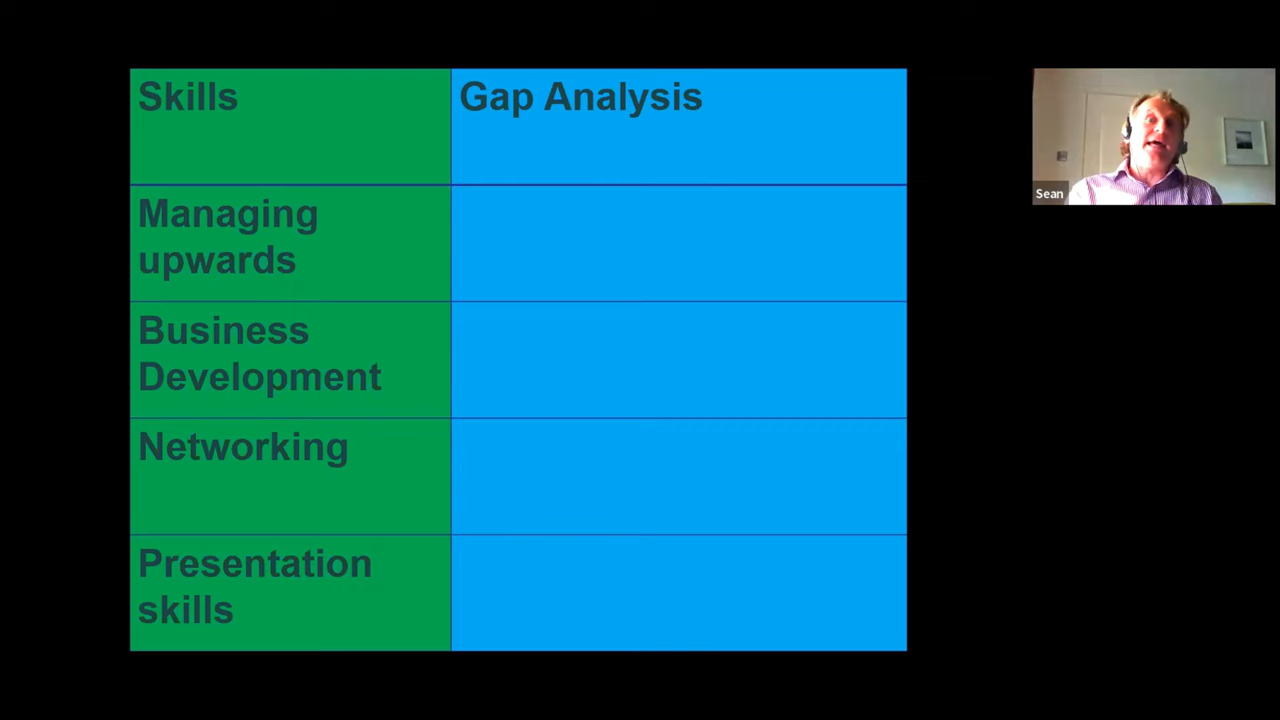 Skills
Gap Analysis
Managing
upwards
Business
Development
Networking
Presentation
skills
Sean